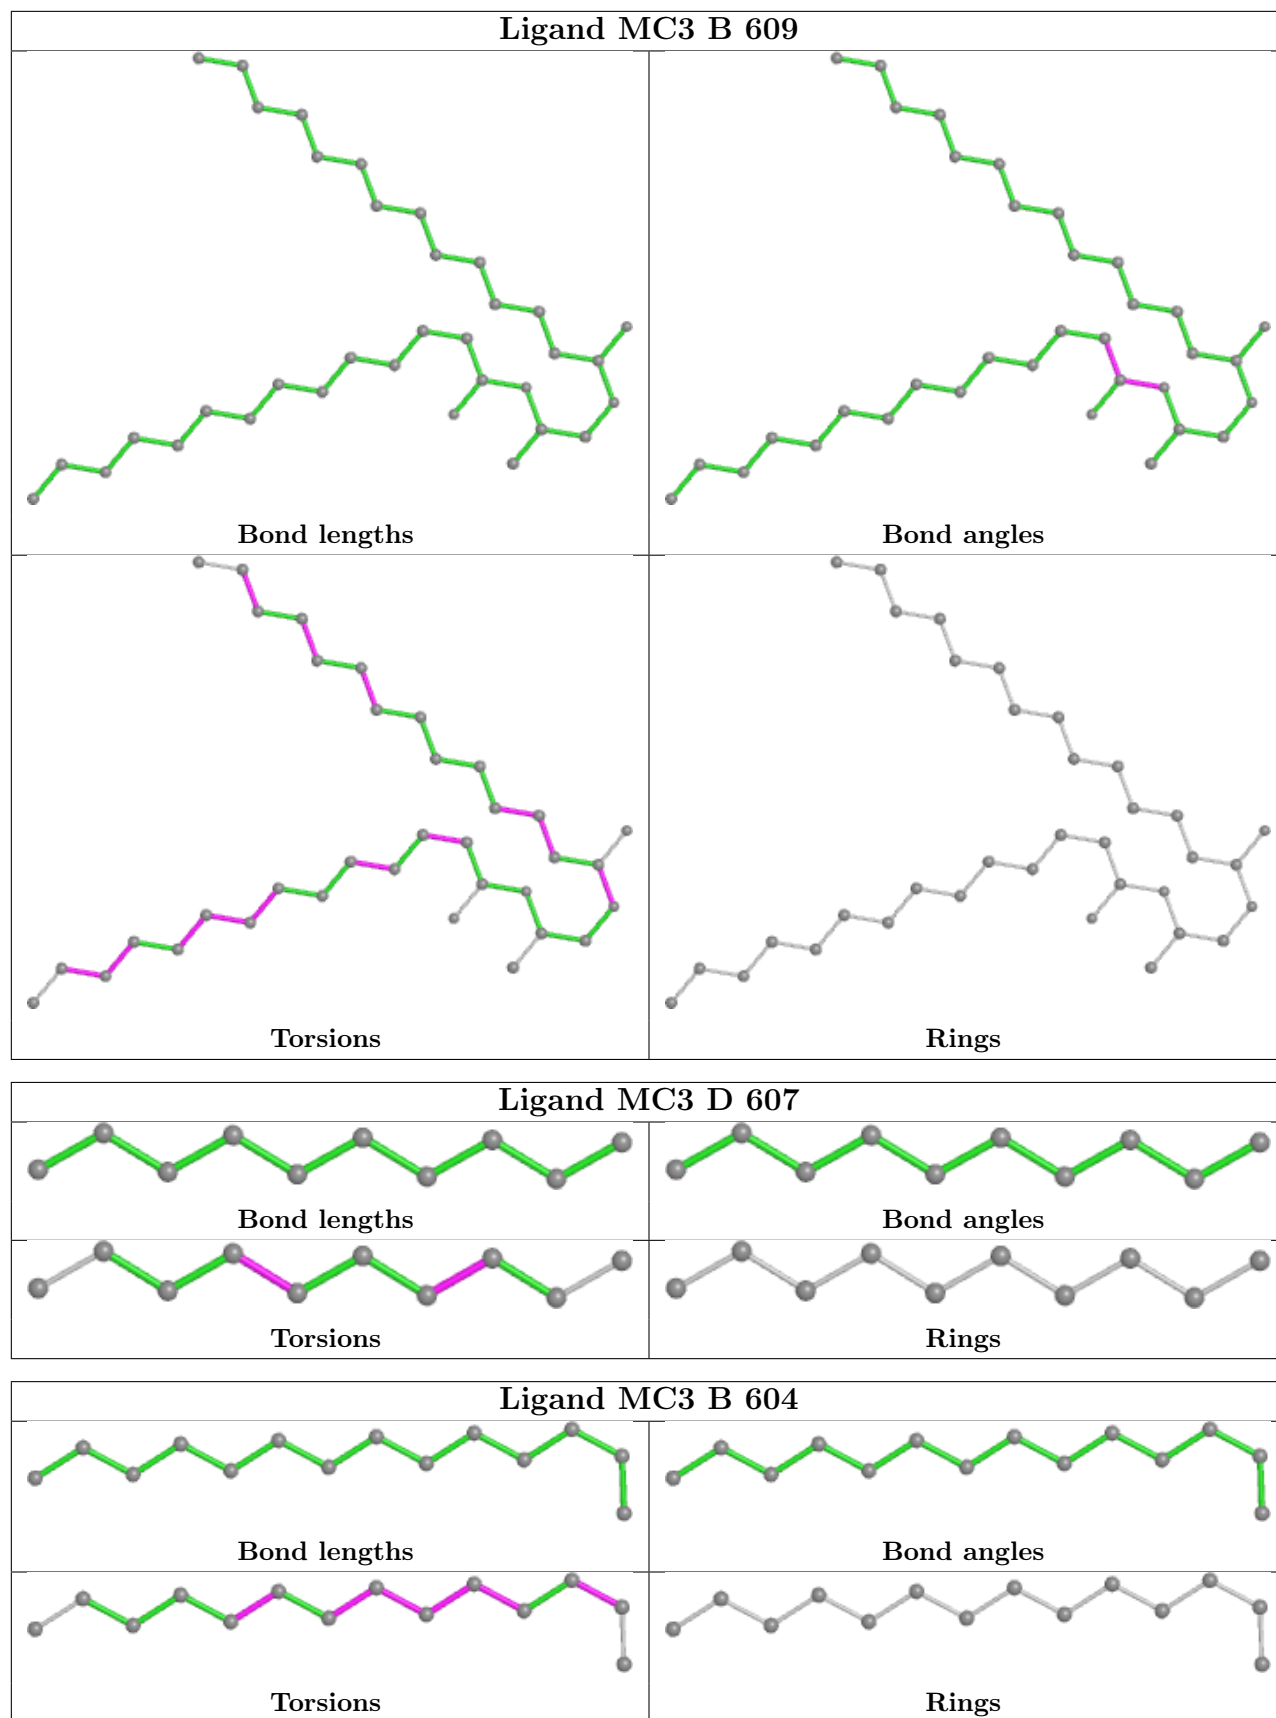 Ligand MC3 B 609
Bond lengths
Bond angles
Torsions
Rings
Ligand MC3 D 607
Bond lengths
Bond angles
Torsions
Rings
Ligand MC3 B 604
Bond lengths
Bond angles
Torsions
Rings